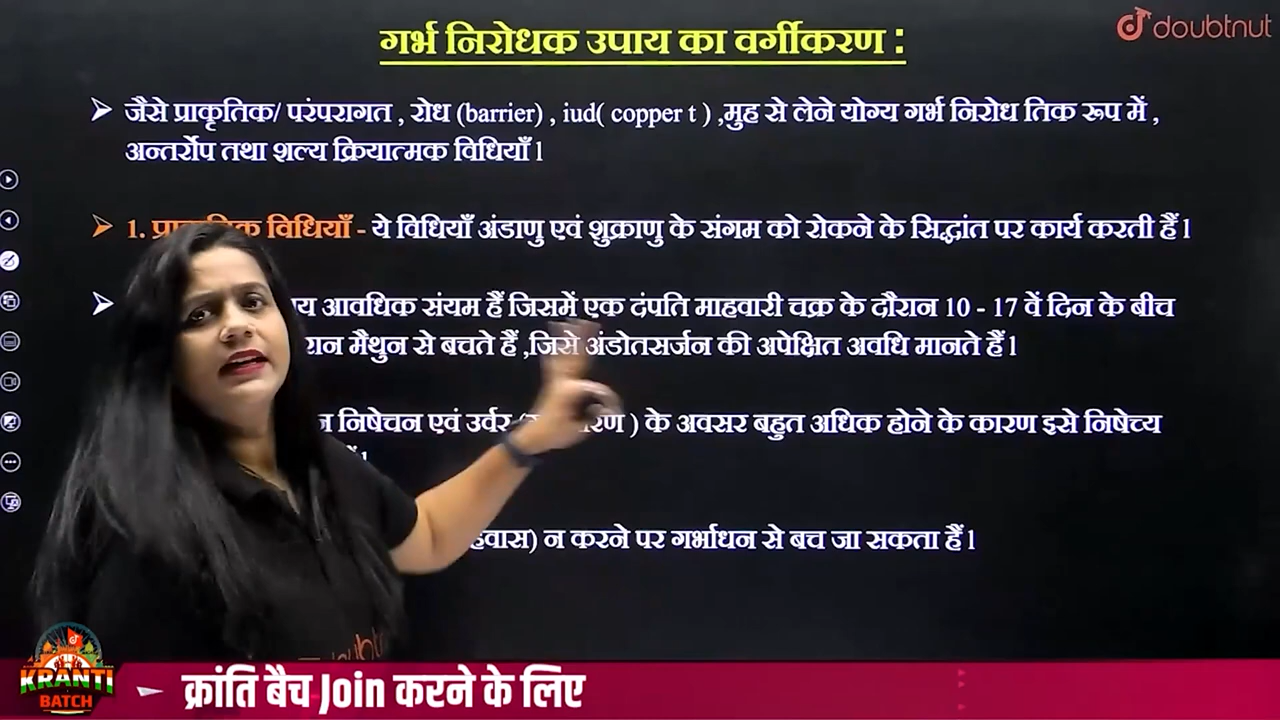 गर्भ निरोधक उपाय का वर्गीकरण :
doubtnut
जैसे प्राकृतिक/ परंपरागत , रोध (barrier) , iud( copper t ) ,मुह से लेने योग्य गर्भ निरोध तिक रूप में ,
अन्तर्रोप तथा शल्य क्रियात्मक विधियाँ l
1. विधियाँ - ये विधियाँ अंडाणु एवं शुक्राणु के संगम को रोकने के सिद्धांत पर कार्य करती हैं l
आवधिक संयम हैं जिसमें एक दंपति माहवारी चक्र के दौरान 10 - 17 वें दिन के बीच
मैथुन से बचते हैं ,जिसे अंडोतसर्जन की अपेक्षित अवधि मानते हैं l
निषेचन एवं उर्वर ) के अवसर बहुत अधिक होने के कारण इसे निषेच्य
न करने पर गर्भाधन से बच जा सकता हैं l
KRANTI
BATCH
क्रांति बैच Join करने के लिए